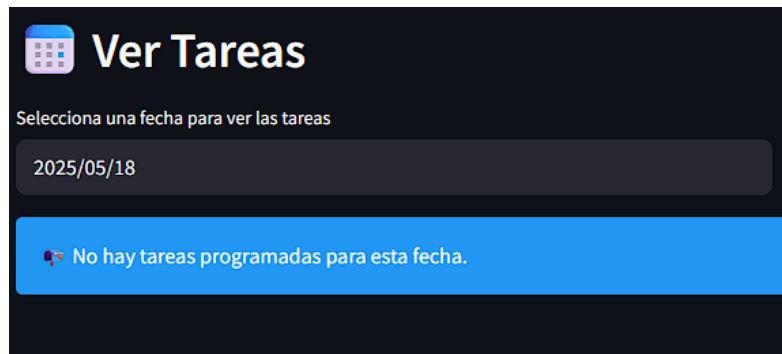 Ver Tareas
Selecciona una fecha para ver las tareas
2025/05/18
No hay tareas programadas para esta fecha.